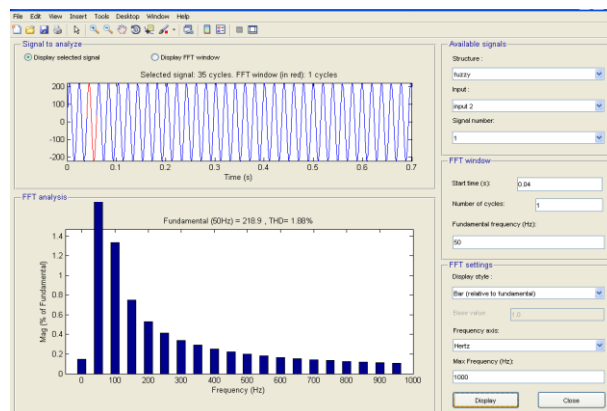 File Edit View Insert Tools Desktop Window Help
Signal to analyze
Display selected signal Display FFT window
Selected signal: 35 cycles. FFT window (in red): 1 cycles
200
100
0
-100
-200
0 0.1 0.2 0.3 0.4 0.5 0.6 0.7
Time (s)
FFT analysis
Fundamental (50Hz) = 218.9 , THD= 1.88%
Mag (% of Fundamental)
1.4
1.2
1
0.8
0.6
0.4
0.2
0
0 100 200 300 400 500 600 700 800 900 1000
Frequency (Hz)
Available signals
Structure :
fuzzy
Input :
input 2
Signal number:
1
FFT window
Start time (s): 0.04
Number of cycles: 1
Fundamental frequency (Hz):
50
FFT settings
Display style :
Bar (relative to fundamental)
Base value 1.0
Frequency axis:
Hertz
Max Frequency (Hz):
1000
Display Close